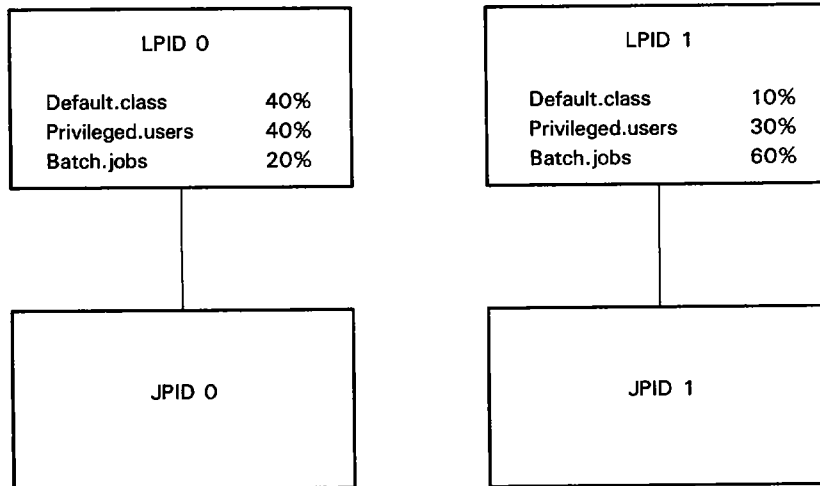 LPID 0
Default.class 40%
Privileged.users 40%
Batch.jobs 20%
LPID 1
Default.class 10%
Privileged.users 30%
Batch.jobs 60%
JPID 0
JPID 1